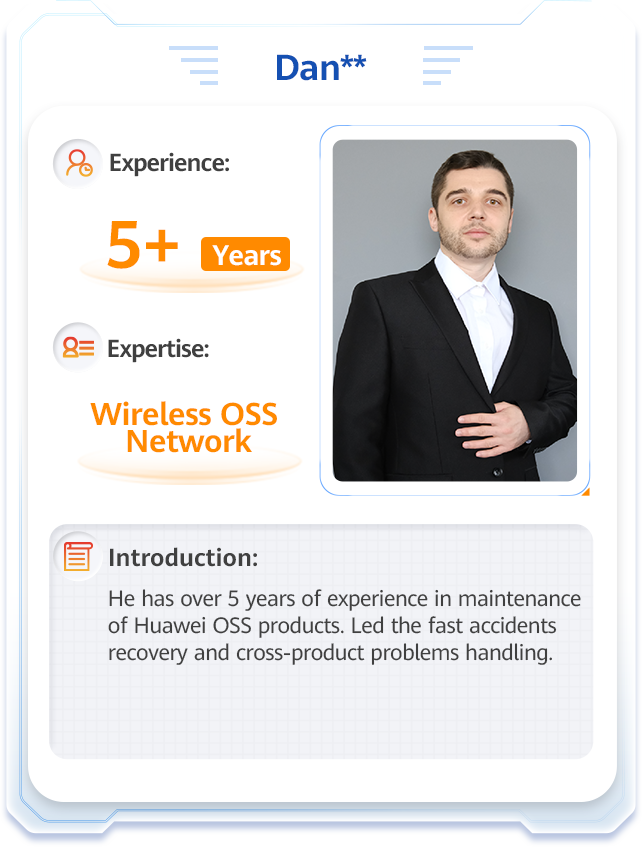 Dan**
Experience:
5+ Years
Expertise:
Wireless OSS
Network
Introduction:
He has over 5 years of experience in maintenance
of Huawei OSS products. Led the fast accidents
recovery and cross-product problems handling.